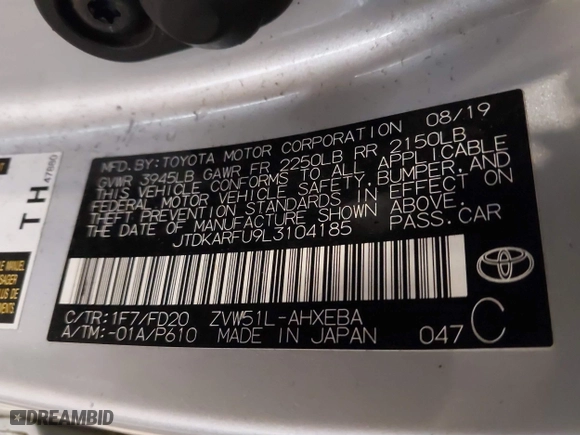 MFD.BY:TOYOTA MOTOR CORPORATION 08/19
GVWR 3945LB GAWR FR 2250LB RR 2150LB
THIS VEHICLE CONFORMS TO ALL APPLICABLE
FEDERAL MOTOR VEHICLE SAFETY,BUMPER,AND
THEFT PREVENTION STANDARDS IN EFFECT ON
THE DATE OF MANUFACTURE SHOWN ABOVE.
JTDKARFU9L3104185 PASS.CAR
C/TR:1F7/FD20 ZVW51L-AHXEBA
A/TM:-01A/P610 MADE IN JAPAN 047 C
TH
47060
MANUEL
DREAMBID